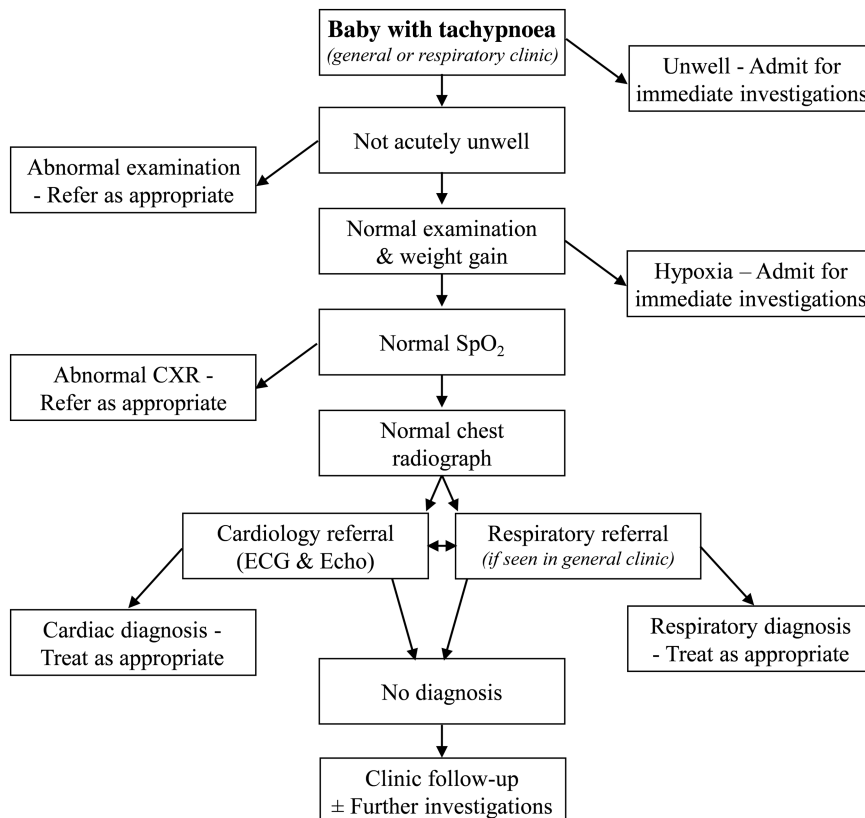 Baby with tachypnoea
(general or respiratory clinic)
Unwell - Admit for
immediate investigations
Not acutely unwell
Abnormal examination
- Refer as appropriate
Normal examination
& weight gain
Hypoxia – Admit for
immediate investigations
Normal SpO₂
Abnormal CXR -
Refer as appropriate
Normal chest
radiograph
Cardiology referral
(ECG & Echo)
Respiratory referral
(if seen in general clinic)
Cardiac diagnosis -
Treat as appropriate
Respiratory diagnosis
- Treat as appropriate
No diagnosis
Clinic follow-up
± Further investigations